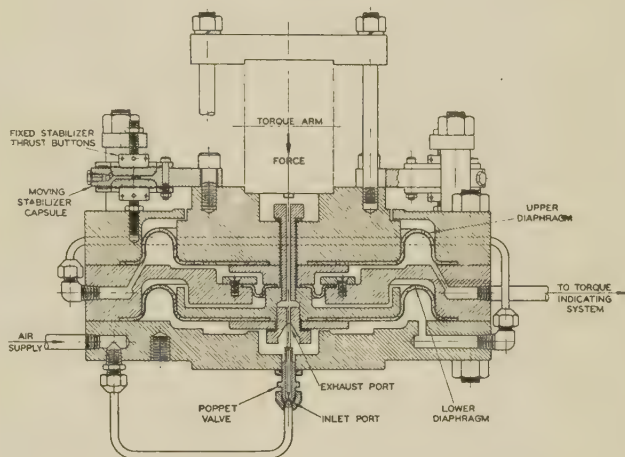 TORQUE ARM
FORCE
FIXED STABILIZER
THRUST BUTTONS
MOVING
STABILIZER
CAPSULE
UPPER
DIAPHRAGM
TO TORQUE
INDICATING
SYSTEM
AIR
SUPPLY
EXHAUST PORT
POPPET
VALVE
INLET PORT
LOWER
DIAPHRAGM